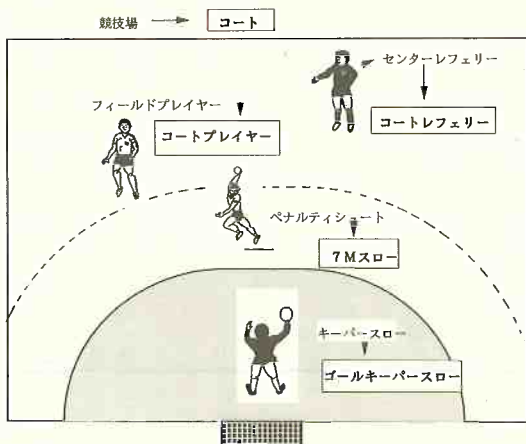 競技場 コート
センターレフェリー
フィールドプレイヤー
コートレフェリー
コートプレイヤー
ペナルティシュート
7Mスロー
キーパースロー
ゴールキーパースロー